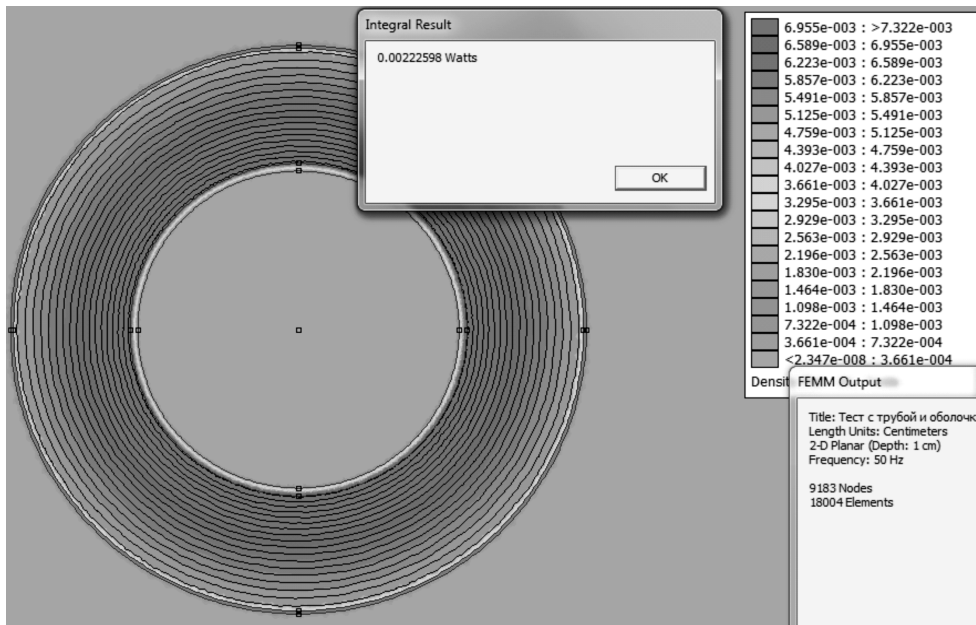 Integral Result
0.00222598 Watts
OK
6.955e-003 : >7.322e-003
6.589e-003 : 6.955e-003
6.223e-003 : 6.589e-003
5.857e-003 : 6.223e-003
5.491e-003 : 5.857e-003
5.125e-003 : 5.491e-003
4.759e-003 : 5.125e-003
4.393e-003 : 4.759e-003
4.027e-003 : 4.393e-003
3.661e-003 : 4.027e-003
3.295e-003 : 3.661e-003
2.929e-003 : 3.295e-003
2.563e-003 : 2.929e-003
2.196e-003 : 2.563e-003
1.830e-003 : 2.196e-003
1.464e-003 : 1.830e-003
1.098e-003 : 1.464e-003
7.322e-004 : 1.098e-003
3.661e-004 : 7.322e-004
<2.347e-008 : 3.661e-004
FEMM Output
Title: Тест с трубой и
Length Units: Centimeters
2-D Planar (Depth: 1 cm)
Frequency: 50 Hz
9183 Nodes
18004 Elements